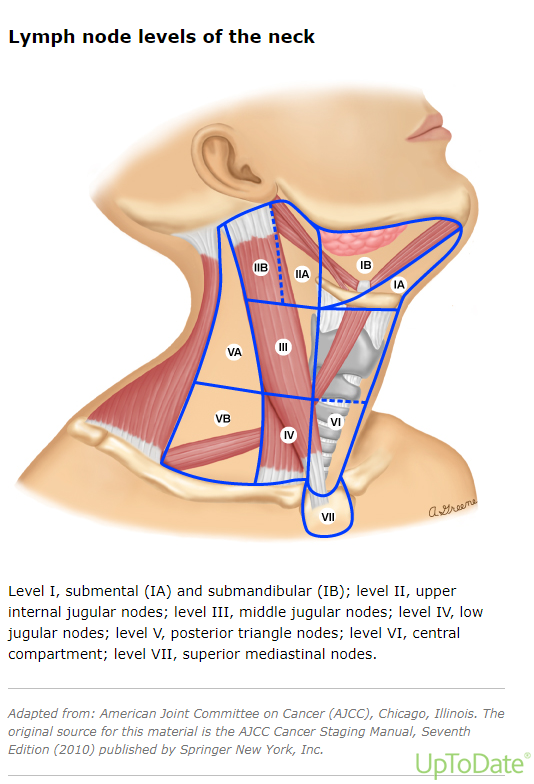 Lymph node levels of the neck
IIB
IIA
IB
IA
VA
III
VB
IV
VI
VII
A.Greene
Level I, submental (IA) and submandibular (IB); level II, upper
internal jugular nodes; level III, middle jugular nodes; level IV, low
jugular nodes; level V, posterior triangle nodes; level VI, central
compartment; level VII, superior mediastinal nodes.
Adapted from: American Joint Committee on Cancer (AJCC), Chicago, Illinois. The
original source for this material is the AJCC Cancer Staging Manual, Seventh
Edition (2010) published by Springer New York, Inc.
UpToDate®